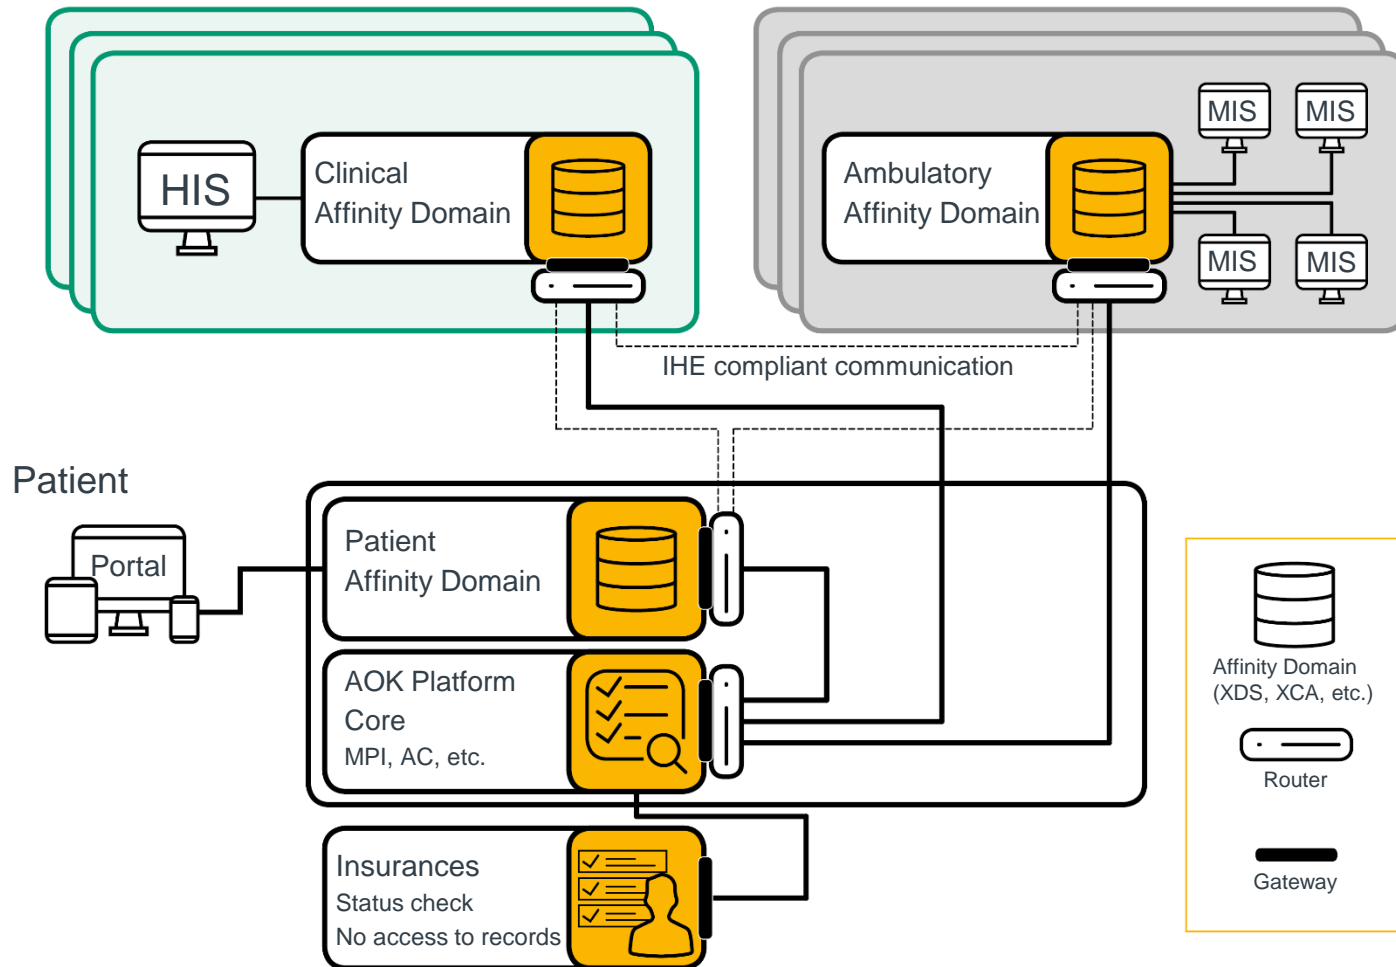 HIS
Clinical
Affinity Domain
Ambulatory
Affinity Domain
MIS
MIS
MIS
MIS
IHE compliant communication
Patient
Portal
Patient
Affinity Domain
AOK Platform
Core
MPI, AC, etc.
Insurances
Status check
No access to records
Affinity Domain
(XDS, XCA, etc.)
Router
Gateway